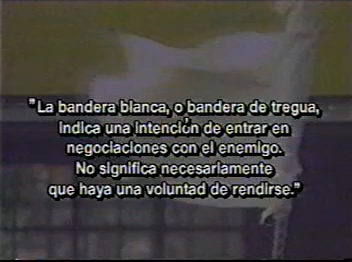 "La bandera blanca, o bandera de tregua,
indica una intención de entrar en
negociaciones con el enemigo.
No significa necesariamente
que haya una voluntad de rendirse."